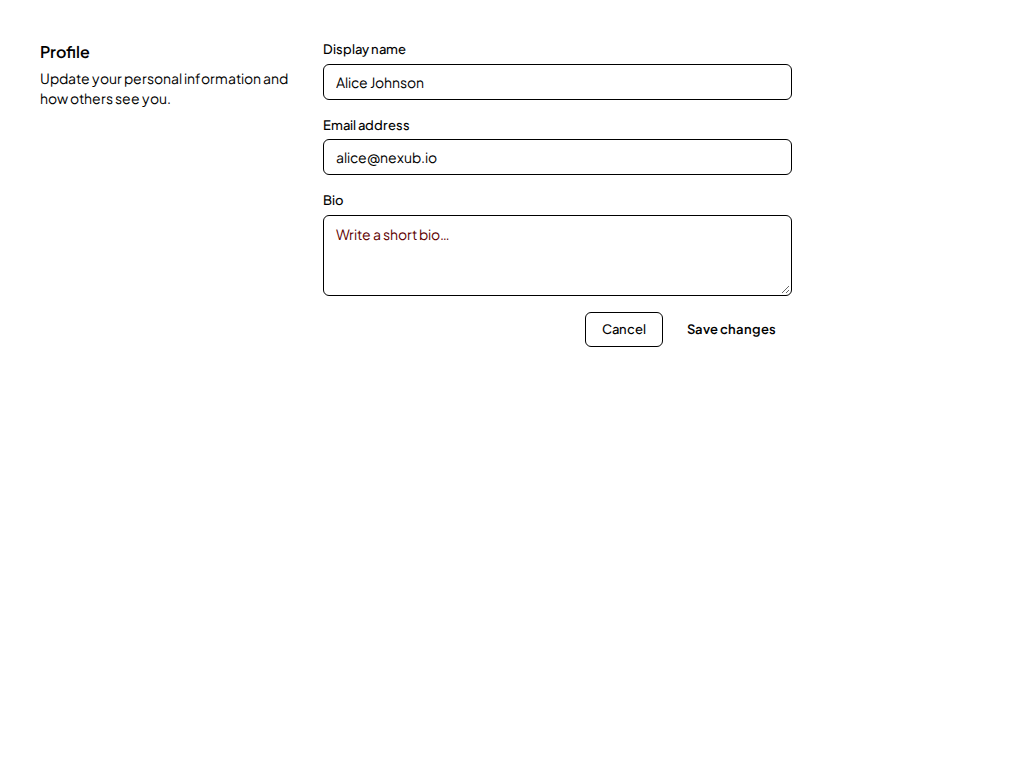 Profile
Update your personal information and
how others see you.
Display name
Alice Johnson
Email address
alice@nexub.io
Bio
Write a short bio...
Cancel
Save changes